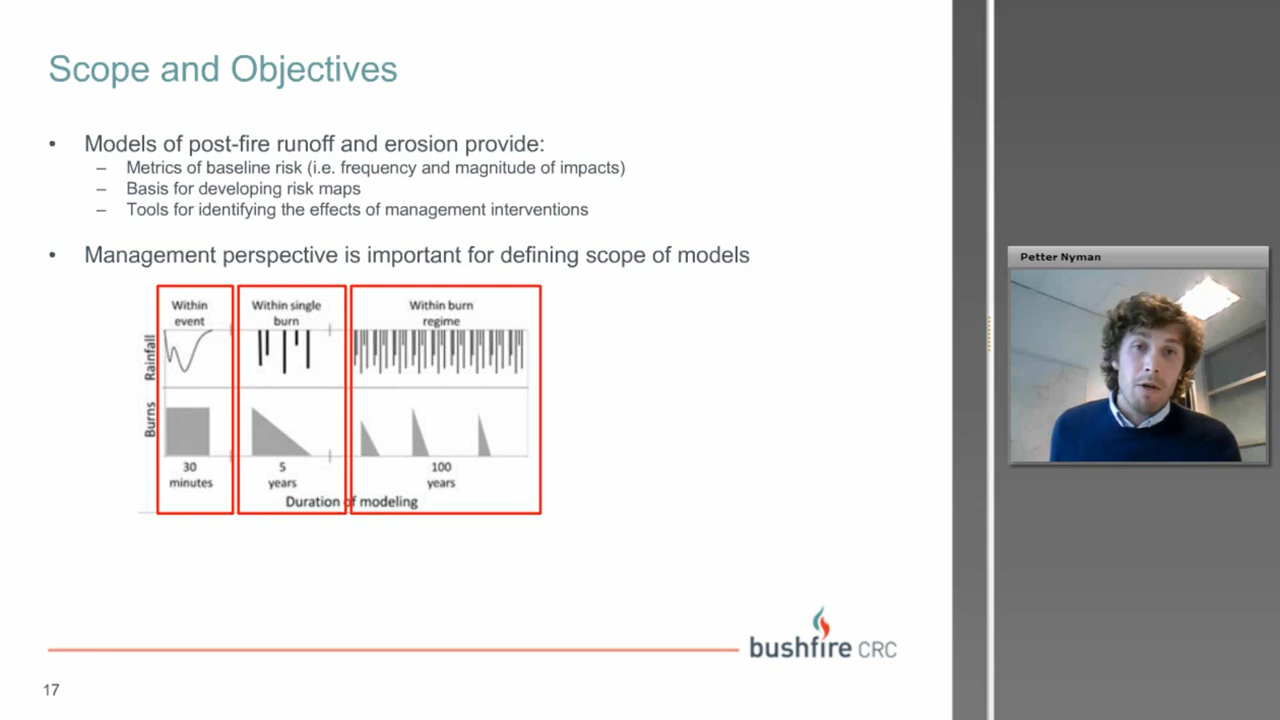 Scope and Objectives
• Models of post-fire runoff and erosion provide:
– Metrics of baseline risk (i.e. frequency and magnitude of impacts)
– Basis for developing risk maps
– Tools for identifying the effects of management interventions
• Management perspective is important for defining scope of models
Within
event
Within single
burn
Within burn
regime
Rainfall
Burns
30
minutes
5
years
100
years
Duration of modeling
bushfire CRC
17
Petter Nyman